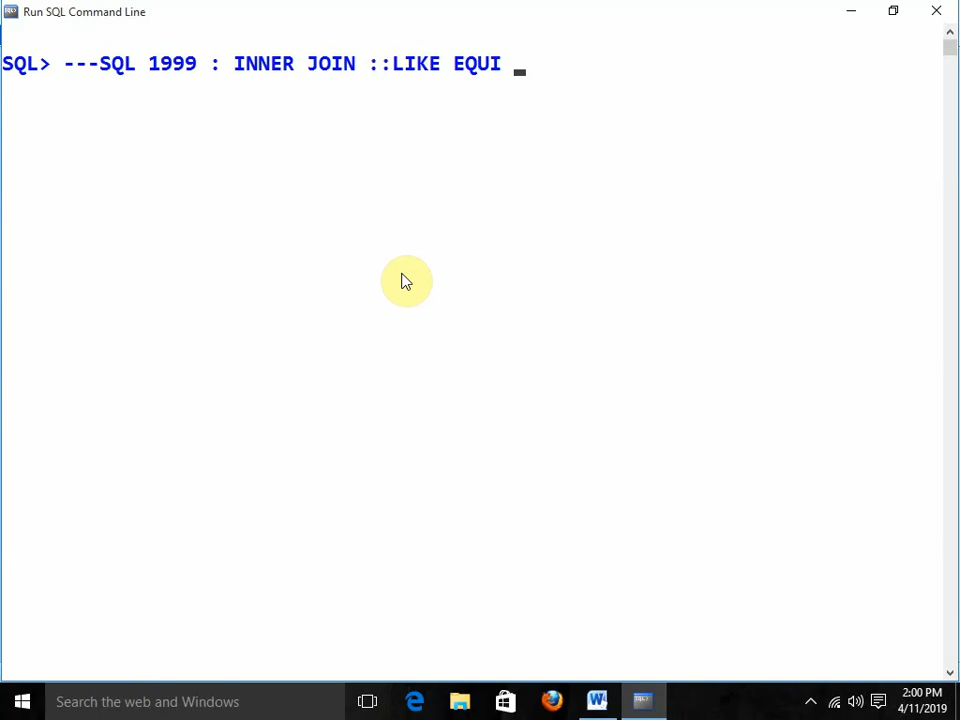 Run SQL Command Line
SQL> ---SQL 1999 : INNER JOIN ::LIKE EQUI
Search the web and Windows
2:00 PM
4/11/2019